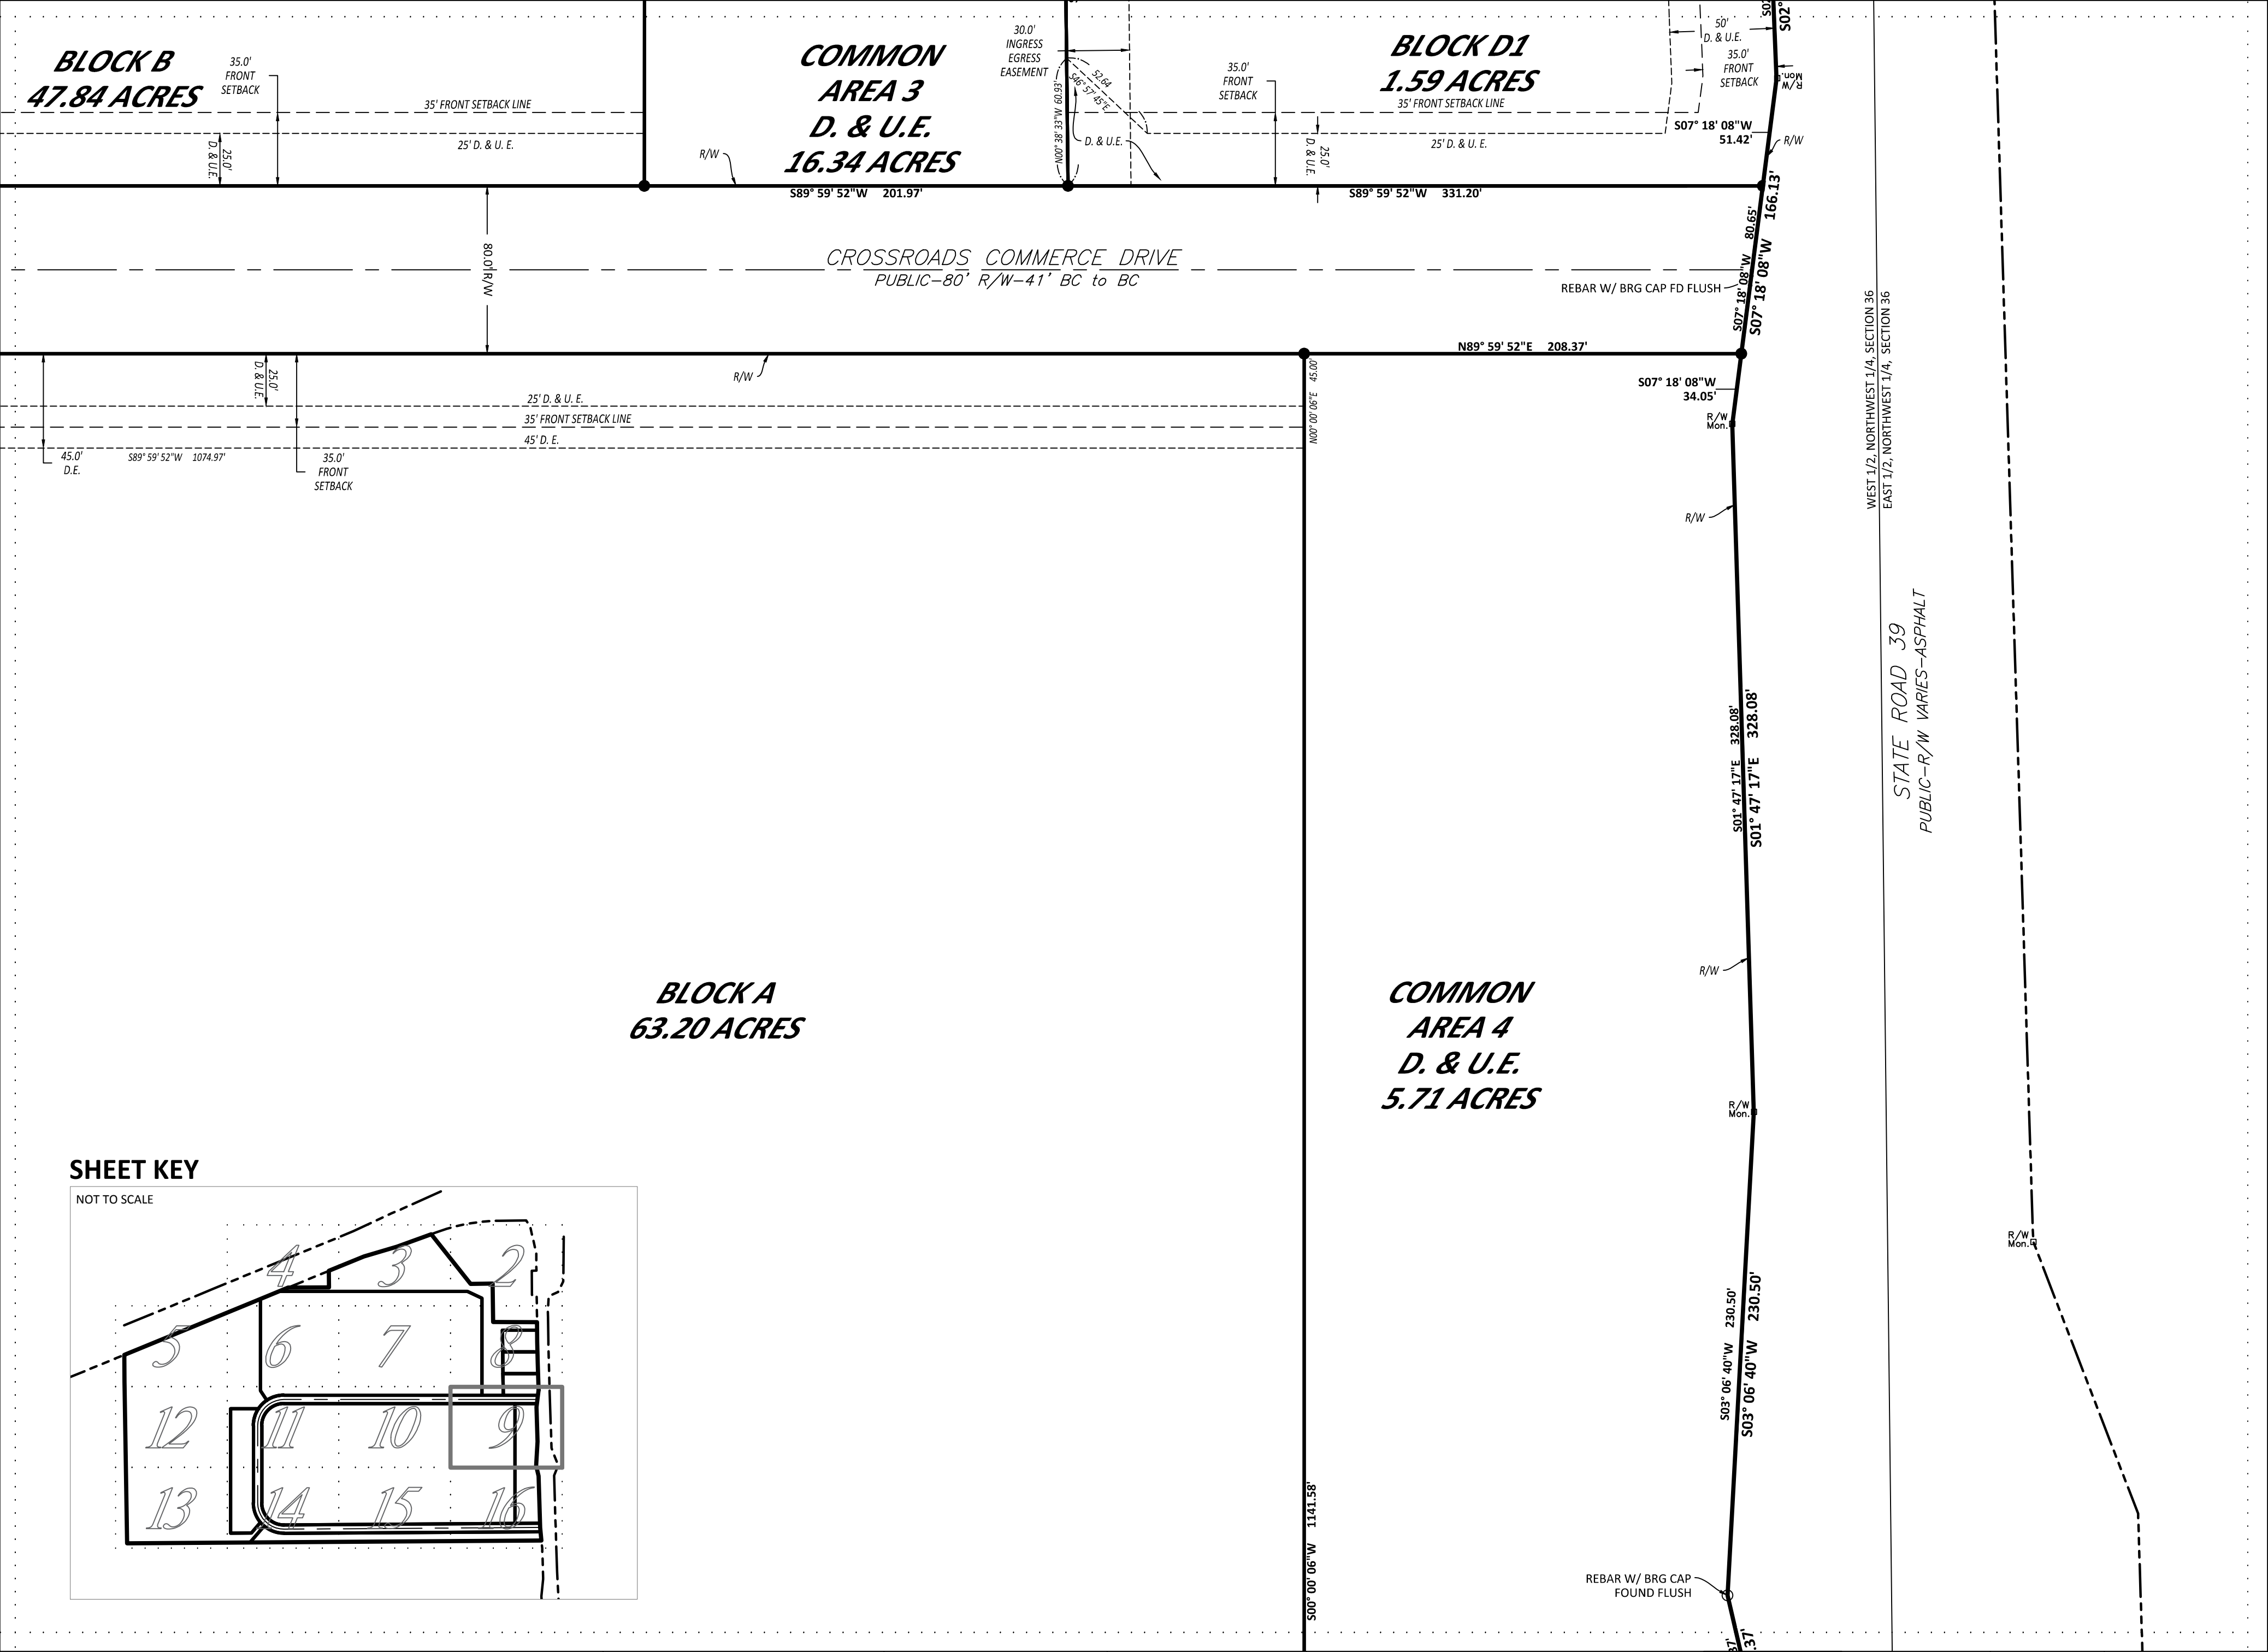 BLOCK B
47.84 ACRES
35.0'
FRONT
SETBACK
35' FRONT SETBACK LINE
25' D. & U. E.
25.0'
D. & U.E.
R/W
COMMON
AREA 3
D. & U.E.
16.34 ACRES
30.0'
INGRESS
EGRESS
EASEMENT
N00° 38' 33"W 60.93'
52.64
S46° 57' 45"E
D. & U.E.
BLOCK D1
1.59 ACRES
35.0'
FRONT
SETBACK
35' FRONT SETBACK LINE
25' D. & U. E.
25.0'
D. & U.E.
50'
D. & U.E.
35.0'
FRONT
SETBACK
S02°
R/W
Mon.
S07° 18' 08"W
51.42'
R/W
S89° 59' 52"W 201.97'
S89° 59' 52"W 331.20'
80.0'R/W
CROSSROADS COMMERCE DRIVE
PUBLIC-80' R/W-41' BC to BC
REBAR W/ BRG CAP FD FLUSH
S07° 18' 08"W 80.65'
S07° 18' 08"W 166.13'
N89° 59' 52"E 208.37'
R/W
25.0'
D. & U.E.
25' D. & U. E.
35' FRONT SETBACK LINE
45' D. E.
45.0'
D.E.
S89° 59' 52"W 1074.97'
35.0'
FRONT
SETBACK
N00° 00' 06"E 45.00'
S07° 18' 08"W
34.05'
R/W
Mon.
R/W
WEST 1/2, NORTHWEST 1/4, SECTION 36
EAST 1/2, NORTHWEST 1/4, SECTION 36
STATE ROAD 39
PUBLIC-R/W VARIES-ASPHALT
S01° 47' 17"E 328.08'
S01° 47' 17"E 328.08'
R/W
BLOCK A
63.20 ACRES
COMMON
AREA 4
D. & U.E.
5.71 ACRES
R/W
Mon.
R/W
Mon.
S03° 06' 40"W 230.50'
S03° 06' 40"W 230.50'
S00° 00' 06"W 1141.58'
REBAR W/ BRG CAP
FOUND FLUSH
SHEET KEY
NOT TO SCALE
4 3 2
5 6 7 8
12 11 10 9
13 14 15 16